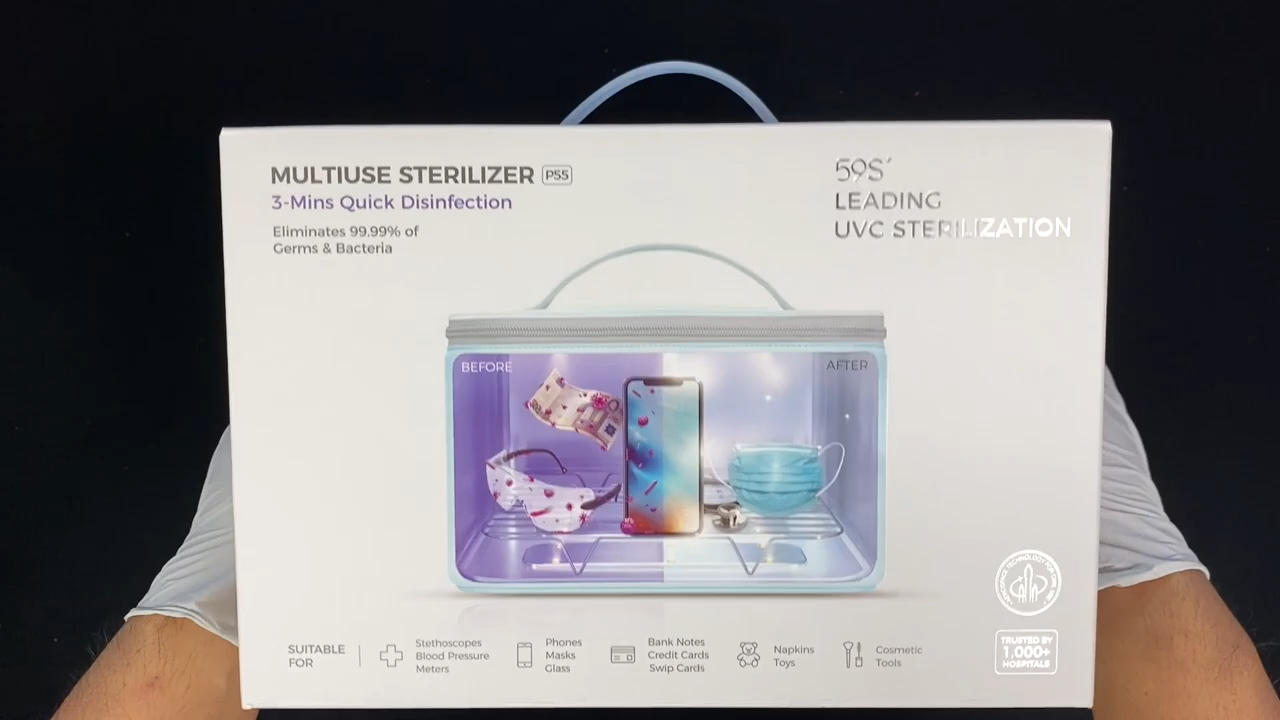 MULTIUSE STERILIZER P55
3-Mins Quick Disinfection
Eliminates 99.99% of
Germs & Bacteria
59S
LEADING
UVC STERILIZATION
BEFORE
AFTER
SUITABLE
FOR
Stethoscopes
Blood Pressure
Meters
Phones
Masks
Glass
Bank Notes
Credit Cards
Swip Cards
Napkins
Toys
Cosmetic
Tools
TRUSTED BY
1,000+
HOSPITALS